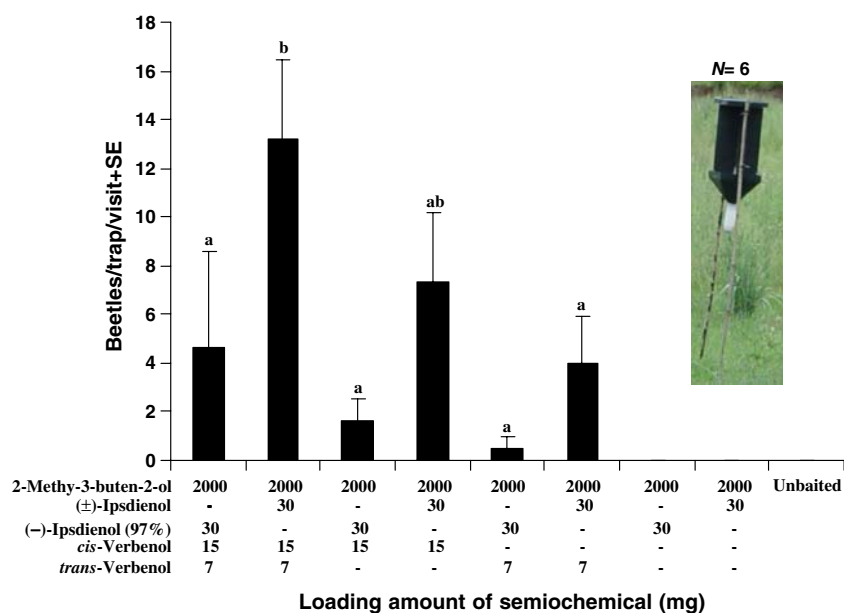 18
16
14
12
10
8
6
4
2
0
Beetles/trap/visit+SE
a
b
a
ab
a
a
N= 6
2-Methy-3-buten-2-ol 2000 2000 2000 2000 2000 2000 2000 2000 Unbaited
(±)-Ipsdienol - 30 - 30 - 30 - 30
(−)-Ipsdienol (97%) 30 - 30 - 30 - 30 -
cis-Verbenol 15 15 15 15 - - - -
trans-Verbenol 7 7 - - 7 7 - -
Loading amount of semiochemical (mg)